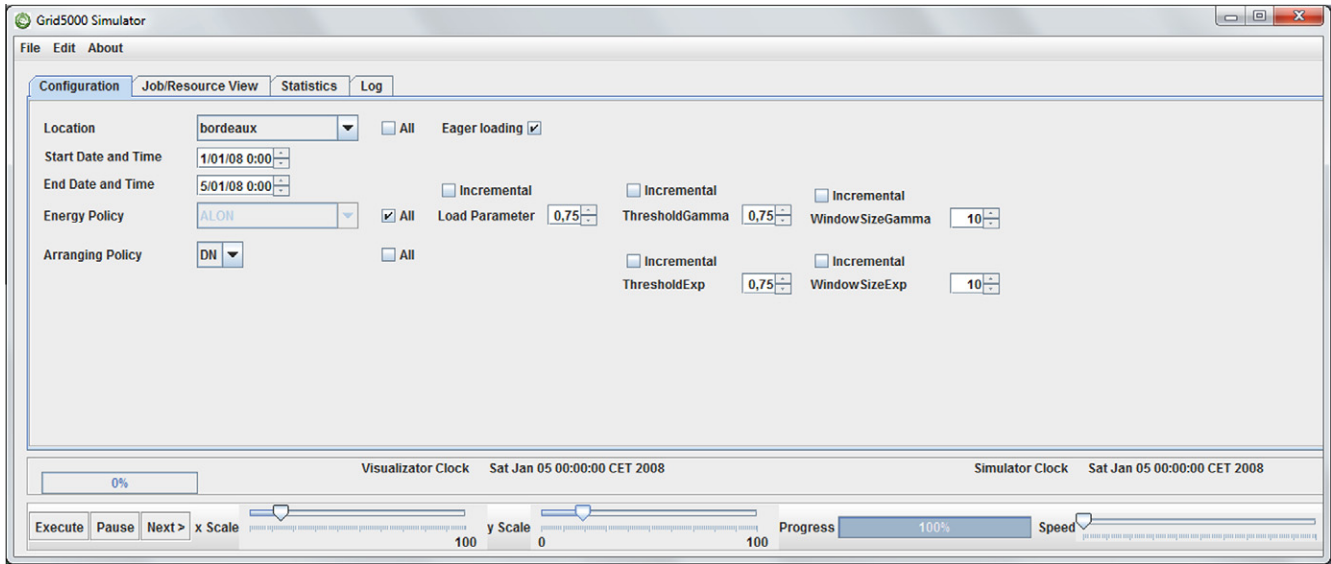 Grid5000 Simulator
File Edit About
Configuration Job/Resource View Statistics Log
Location bordeaux All Eager loading
Start Date and Time 1/01/08 0:00
End Date and Time 5/01/08 0:00
Incremental Incremental Incremental
Energy Policy ALON All Load Parameter 0,75 ThresholdGamma 0,75 WindowSizeGamma 10
Arranging Policy DN All
Incremental Incremental
ThresholdExp 0,75 WindowSizeExp 10
Visualizator Clock Sat Jan 05 00:00:00 CET 2008 Simulator Clock Sat Jan 05 00:00:00 CET 2008
0%
Execute Pause Next > x Scale y Scale Progress 100% Speed
100 0 100